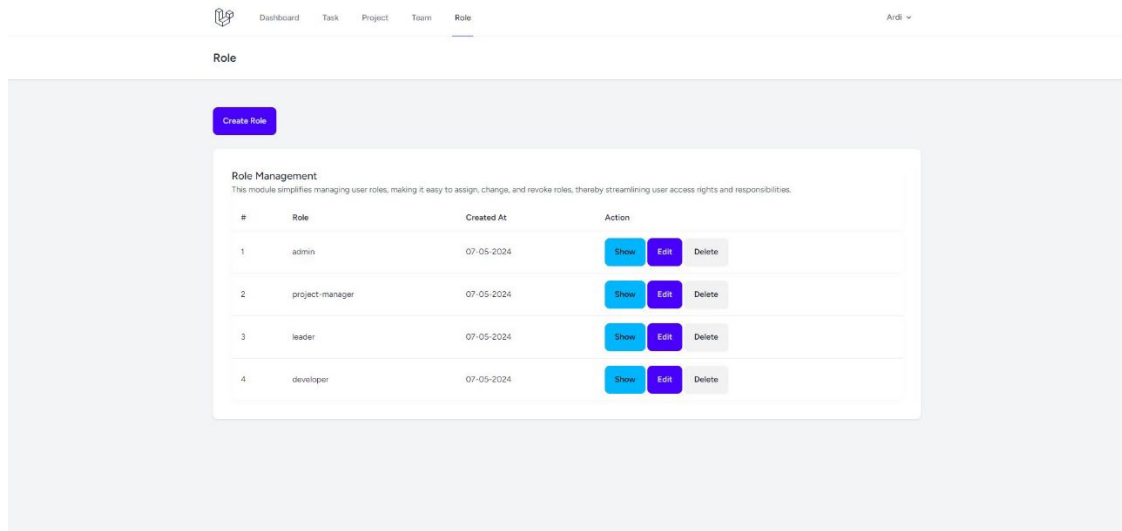 Dashboard Task Project Team Role Ardi
Role
Create Role
Role Management
This module simplifies managing user roles, making it easy to assign, change, and revoke roles, thereby streamlining user access rights and responsibilities.
# Role Created At Action
1 admin 07-05-2024 Show Edit Delete
2 project-manager 07-05-2024 Show Edit Delete
3 leader 07-05-2024 Show Edit Delete
4 developer 07-05-2024 Show Edit Delete